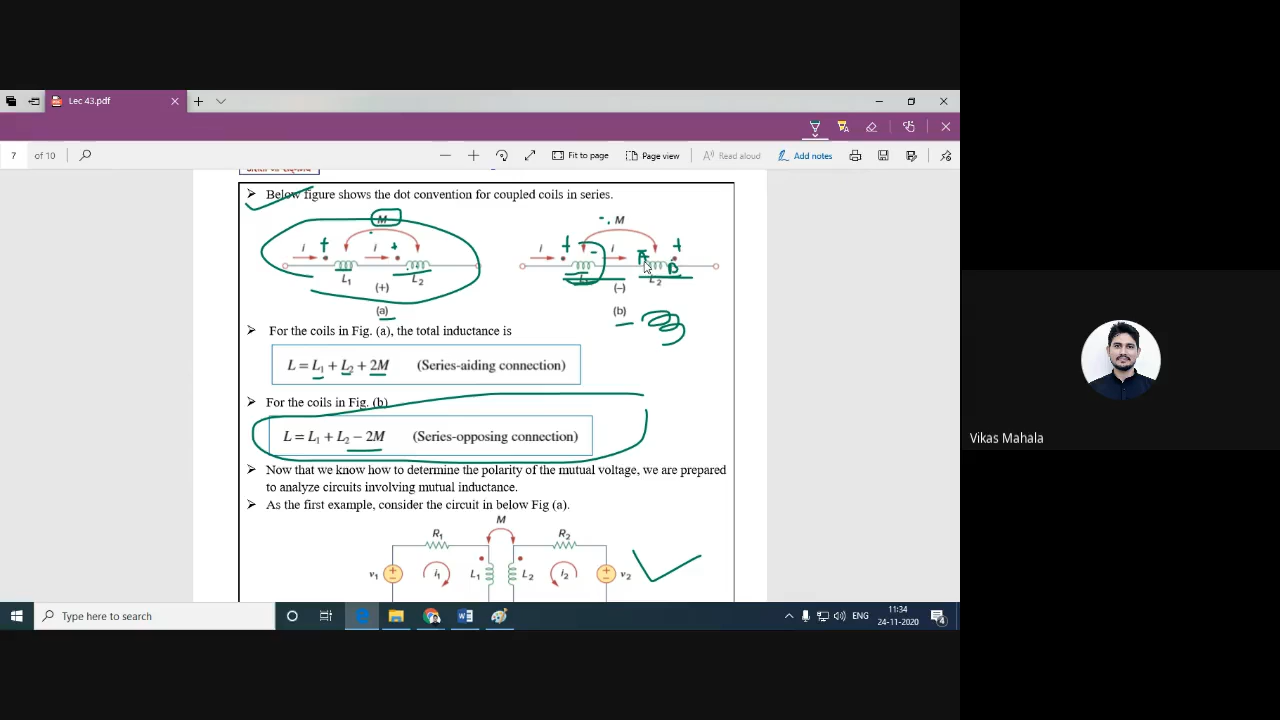 Lec 43.pdf
7 of 10
Fit to page
Page view
Read aloud
Add notes
Below figure shows the dot convention for coupled coils in series.
M
M
i + i +
i + - i A B +
L1 L2
L2
(+) (−)
(a) (b)
For the coils in Fig. (a), the total inductance is
L = L1 + L2 + 2M (Series-aiding connection)
For the coils in Fig. (b)
L = L1 + L2 − 2M (Series-opposing connection)
Now that we know how to determine the polarity of the mutual voltage, we are prepared
to analyze circuits involving mutual inductance.
As the first example, consider the circuit in below Fig (a).
M
R1 R2
v1 i1 L1 L2 i2 v2
Vikas Mahala
Type here to search
ENG
11:34
24-11-2020
4